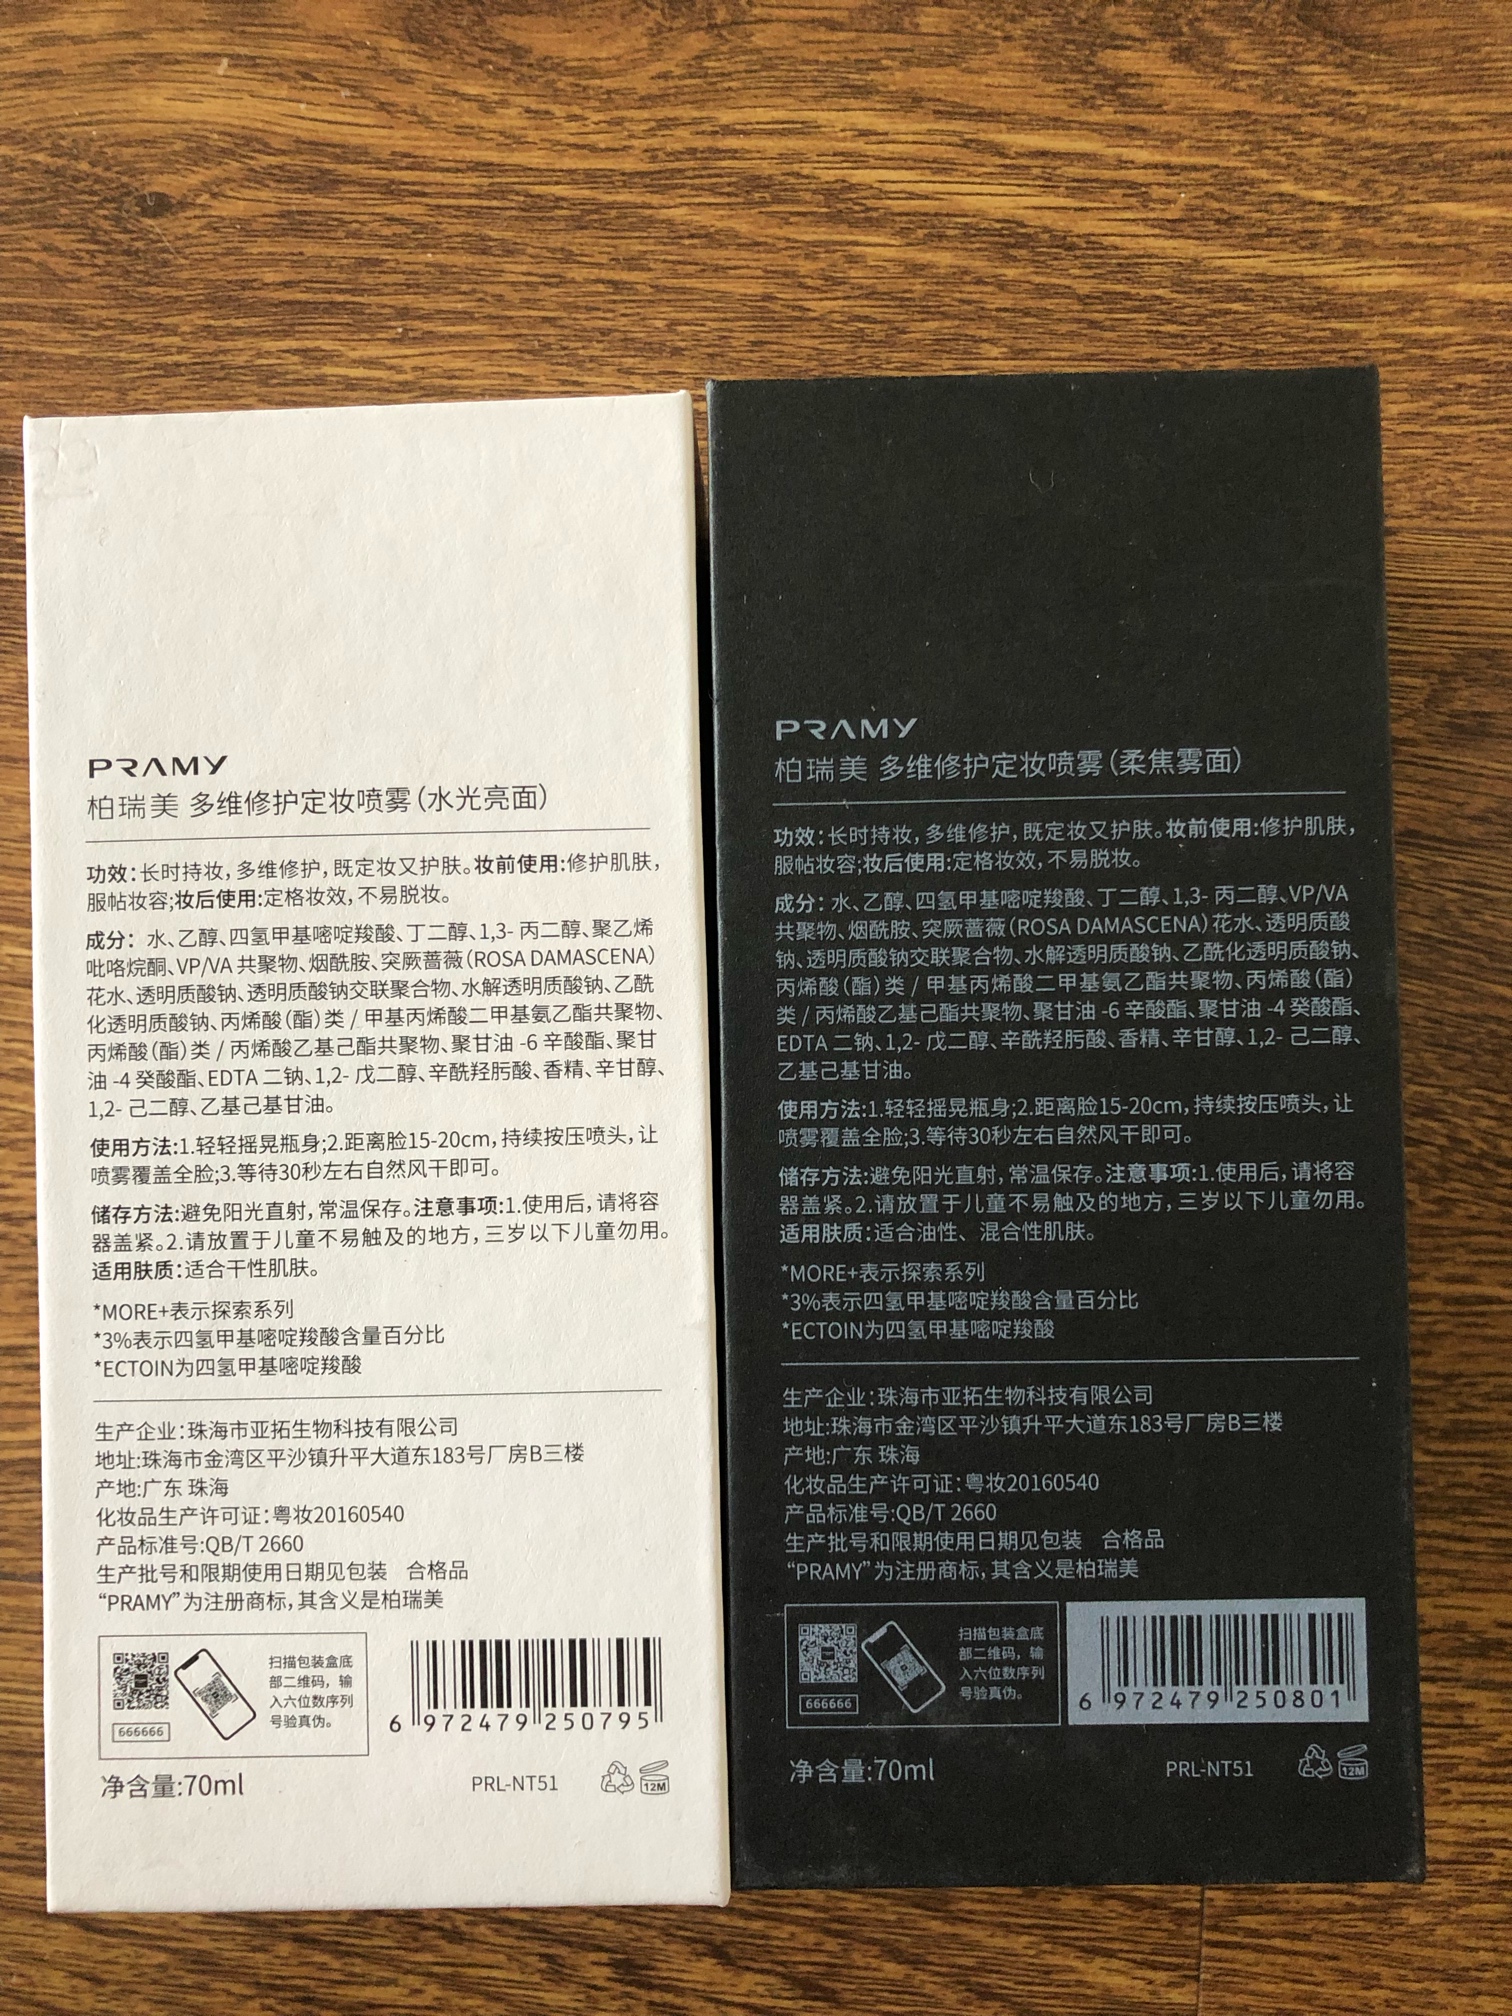 PRAMY
柏瑞美 多维修护定妆喷雾（水光亮面）
功效：长时持妆，多维修护，既定妆又护肤。妆前使用:修护肌肤，
服帖妆容;妆后使用:定格妆效，不易脱妆。
成分： 水、乙醇、四氢甲基嘧啶羧酸、丁二醇、1,3- 丙二醇、聚乙烯
吡咯烷酮、VP/VA 共聚物、烟酰胺、突厥蔷薇（ROSA DAMASCENA）
花水、透明质酸钠、透明质酸钠交联聚合物、水解透明质酸钠、乙酰
化透明质酸钠、丙烯酸（酯）类 / 甲基丙烯酸二甲基氨乙酯共聚物、
丙烯酸（酯）类 / 丙烯酸乙基己酯共聚物、聚甘油 -6 辛酸酯、聚甘
油 -4 癸酸酯、EDTA 二钠、1,2- 戊二醇、辛酰羟肟酸、香精、辛甘醇、
1,2- 己二醇、乙基己基甘油。
使用方法:1.轻轻摇晃瓶身;2.距离脸15-20cm，持续按压喷头，让
喷雾覆盖全脸;3.等待30秒左右自然风干即可。
储存方法:避免阳光直射，常温保存。注意事项:1.使用后，请将容
器盖紧。2.请放置于儿童不易触及的地方，三岁以下儿童勿用。
适用肤质：适合干性肌肤。
*MORE+表示探索系列
*3%表示四氢甲基嘧啶羧酸含量百分比
*ECTOIN为四氢甲基嘧啶羧酸
生产企业：珠海市亚拓生物科技有限公司
地址:珠海市金湾区平沙镇升平大道东183号厂房B三楼
产地:广东 珠海
化妆品生产许可证：粤妆20160540
产品标准号:QB/T 2660
生产批号和限期使用日期见包装 合格品
“PRAMY”为注册商标，其含义是柏瑞美
666666
扫描包装盒底
部二维码，输
入六位数序列
号验真伪。
6 972479 250795
净含量:70ml
PRL-NT51
12M
PRAMY
柏瑞美 多维修护定妆喷雾（柔焦雾面）
功效：长时持妆，多维修护，既定妆又护肤。妆前使用:修护肌肤，
服帖妆容;妆后使用:定格妆效，不易脱妆。
成分：水、乙醇、四氢甲基嘧啶羧酸、丁二醇、1,3- 丙二醇、VP/VA
共聚物、烟酰胺、突厥蔷薇（ROSA DAMASCENA）花水、透明质酸
钠、透明质酸钠交联聚合物、水解透明质酸钠、乙酰化透明质酸钠、
丙烯酸（酯）类 / 甲基丙烯酸二甲基氨乙酯共聚物、丙烯酸（酯）
类 / 丙烯酸乙基己酯共聚物、聚甘油 -6 辛酸酯、聚甘油 -4 癸酸酯、
EDTA 二钠、1,2- 戊二醇、辛酰羟肟酸、香精、辛甘醇、1,2- 己二醇、
乙基己基甘油。
使用方法:1.轻轻摇晃瓶身;2.距离脸15-20cm，持续按压喷头，让
喷雾覆盖全脸;3.等待30秒左右自然风干即可。
储存方法:避免阳光直射，常温保存。注意事项:1.使用后，请将容
器盖紧。2.请放置于儿童不易触及的地方，三岁以下儿童勿用。
适用肤质：适合油性、混合性肌肤。
*MORE+表示探索系列
*3%表示四氢甲基嘧啶羧酸含量百分比
*ECTOIN为四氢甲基嘧啶羧酸
生产企业：珠海市亚拓生物科技有限公司
地址:珠海市金湾区平沙镇升平大道东183号厂房B三楼
产地:广东 珠海
化妆品生产许可证：粤妆20160540
产品标准号:QB/T 2660
生产批号和限期使用日期见包装 合格品
“PRAMY”为注册商标，其含义是柏瑞美
666666
扫描包装盒底
部二维码，输
入六位数序列
号验真伪。
6 972479 250801
净含量:70ml
PRL-NT51
12M